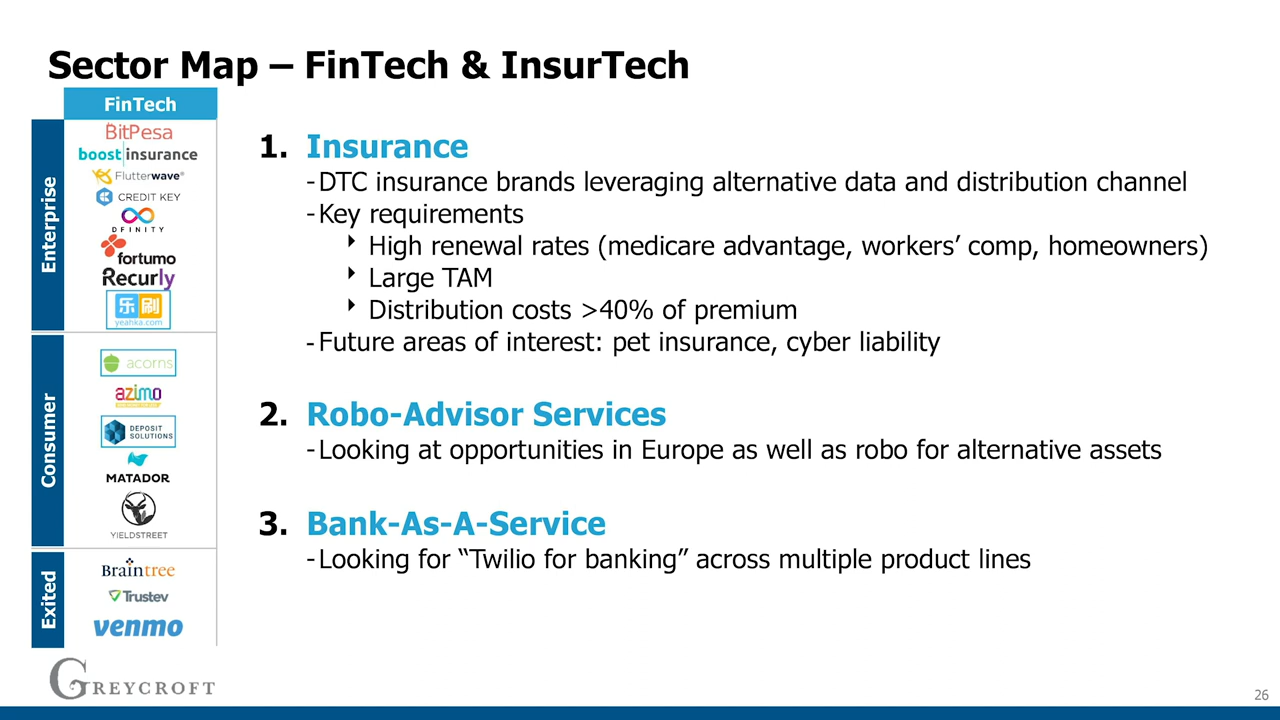 Sector Map – FinTech & InsurTech
FinTech
Enterprise
BitPesa
boost insurance
Flutterwave®
CREDIT KEY
DFINITY
fortumo
Recurly
乐刷
yeahka.com
Consumer
acorns
azimo
DEPOSIT
SOLUTIONS
MATADOR
YIELDSTREET
Exited
Braintree
Trustev
venmo
1. Insurance
-DTC insurance brands leveraging alternative data and distribution channel
-Key requirements
‣ High renewal rates (medicare advantage, workers’ comp, homeowners)
‣ Large TAM
‣ Distribution costs >40% of premium
-Future areas of interest: pet insurance, cyber liability
2. Robo-Advisor Services
-Looking at opportunities in Europe as well as robo for alternative assets
3. Bank-As-A-Service
-Looking for “Twilio for banking” across multiple product lines
GREYCROFT
26